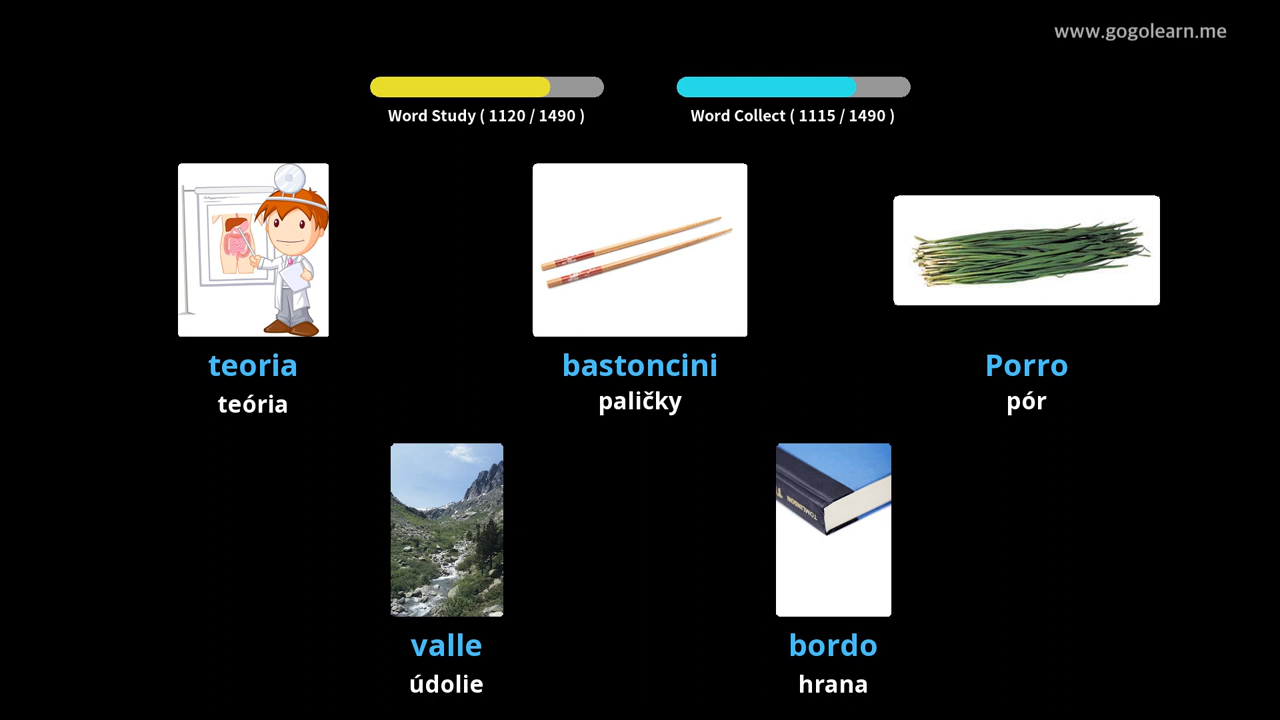 www.gogolearn.me
Word Study ( 1120 / 1490 )
Word Collect ( 1115 / 1490 )
teoria
teória
bastoncini
paličky
Porro
pór
TOMLINSON
valle
údolie
bordo
hrana